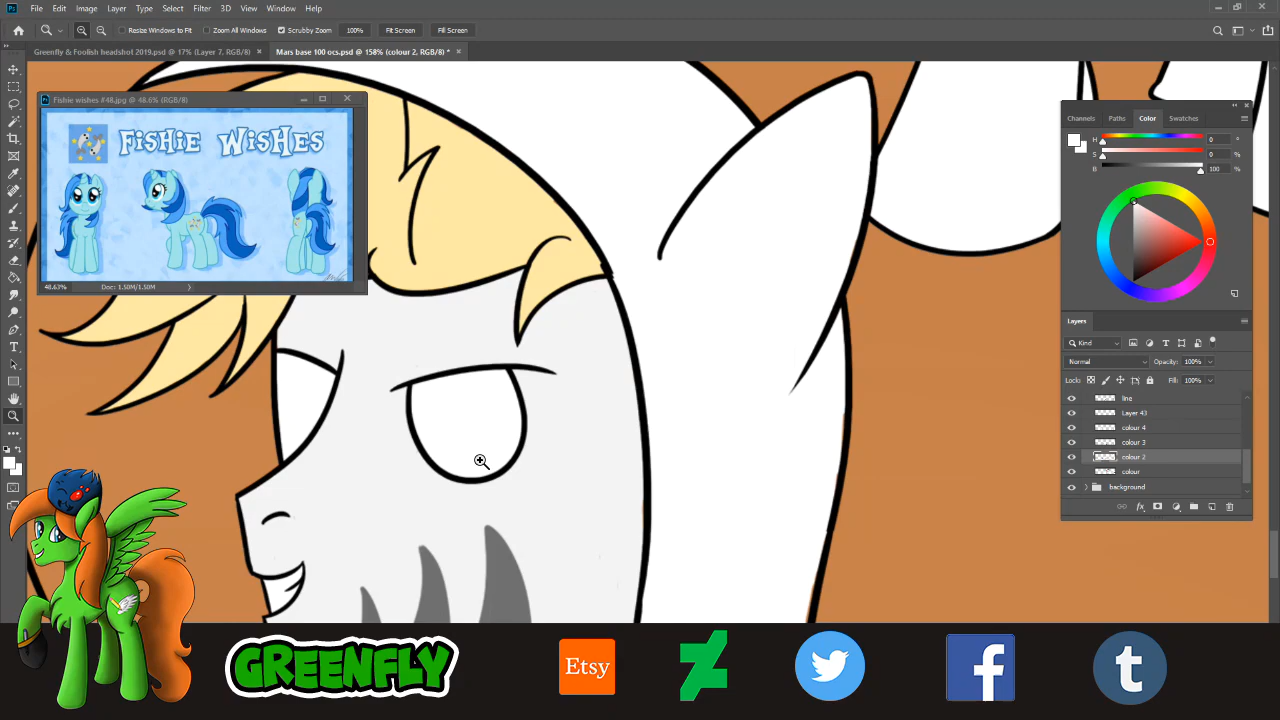 File Edit Image Layer Type Select Filter 3D View Window Help
Resize Windows to Fit Zoom All Windows Scrubby Zoom 100% Fit Screen Fill Screen
Greenfly & Foolish headshot 2019.psd @ 17% (Layer 7, RGB/8) × Mars base 100 ocs.psd @ 158% (colour 2, RGB/8) * ×
Fishie wishes #48.jpg @ 48.6% (RGB/8)
FiSHiE WiSHES
48.63% Doc: 1.50M/1.50M
Channels Paths Color Swatches
H 0 °
S 0 %
B 100 %
Layers
Kind
Normal Opacity: 100%
Locks: Fill: 100%
line
Layer 43
colour 4
colour 3
colour 2
colour
background
GREENFLY
Etsy
f
t